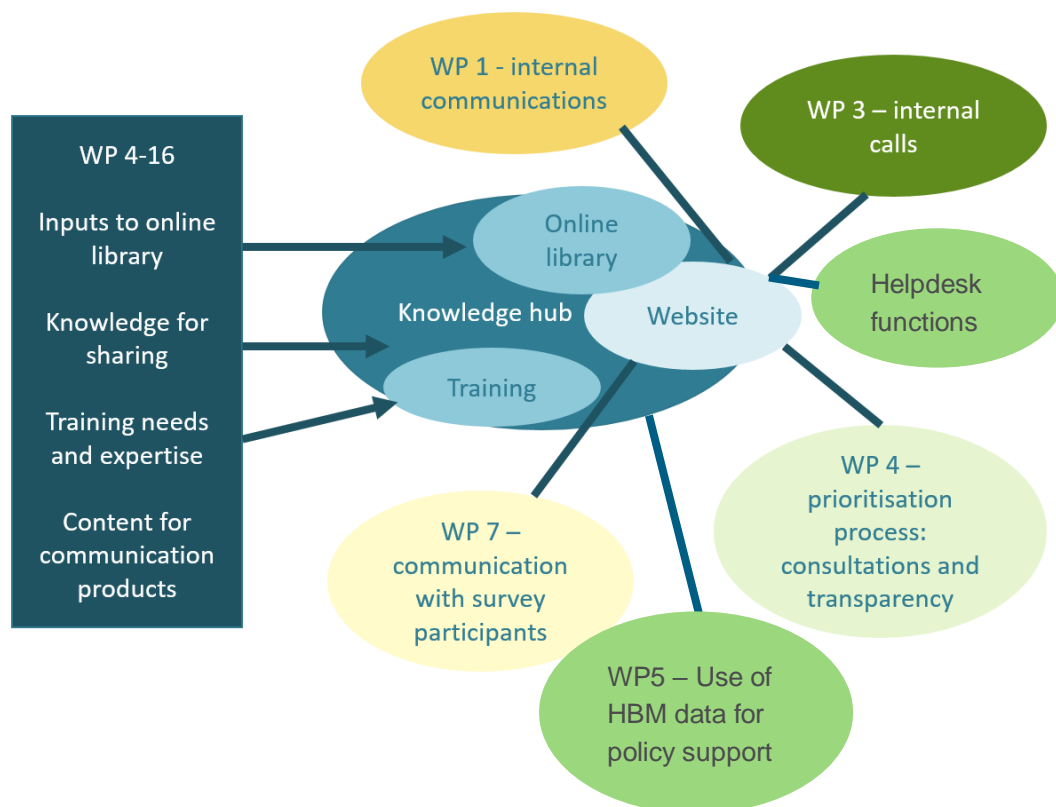 WP 4-16
Inputs to online
library
Knowledge for
sharing
Training needs
and expertise
Content for
communication
products
WP 1 - internal
communications
WP 3 – internal
calls
Online
library
Knowledge hub
Website
Training
Helpdesk
functions
WP 4 –
prioritisation
process:
consultations and
transparency
WP 7 –
communication
with survey
participants
WP5 – Use of
HBM data for
policy support